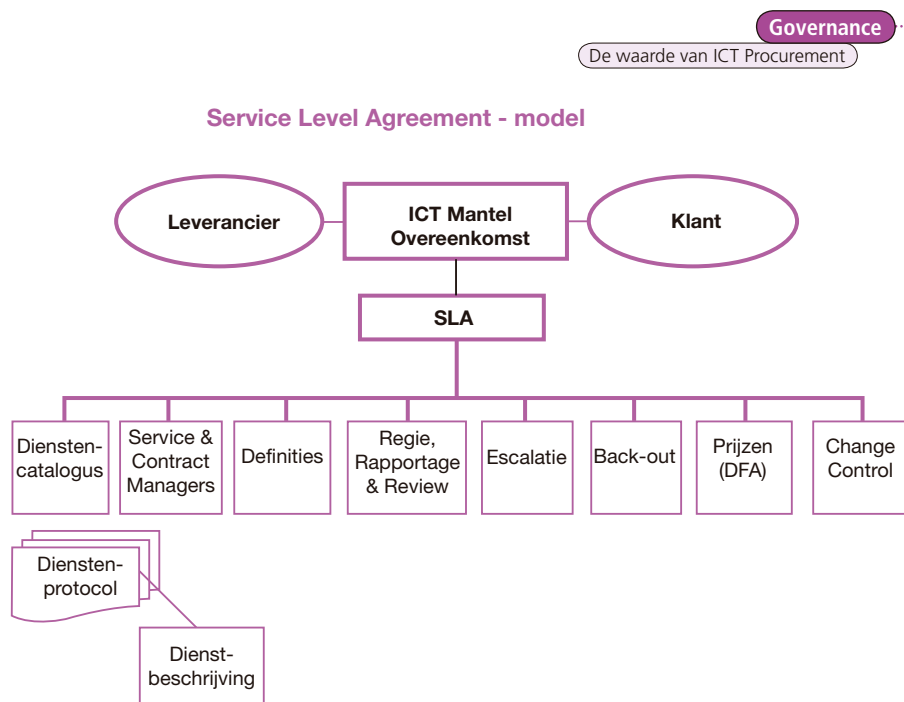 Governance
De waarde van ICT Procurement
Service Level Agreement - model
Leverancier
ICT Mantel
Overeenkomst
Klant
SLA
Diensten-
catalogus
Service &
Contract
Managers
Definities
Regie,
Rapportage
& Review
Escalatie
Back-out
Prijzen
(DFA)
Change
Control
Diensten-
protocol
Dienst-
beschrijving